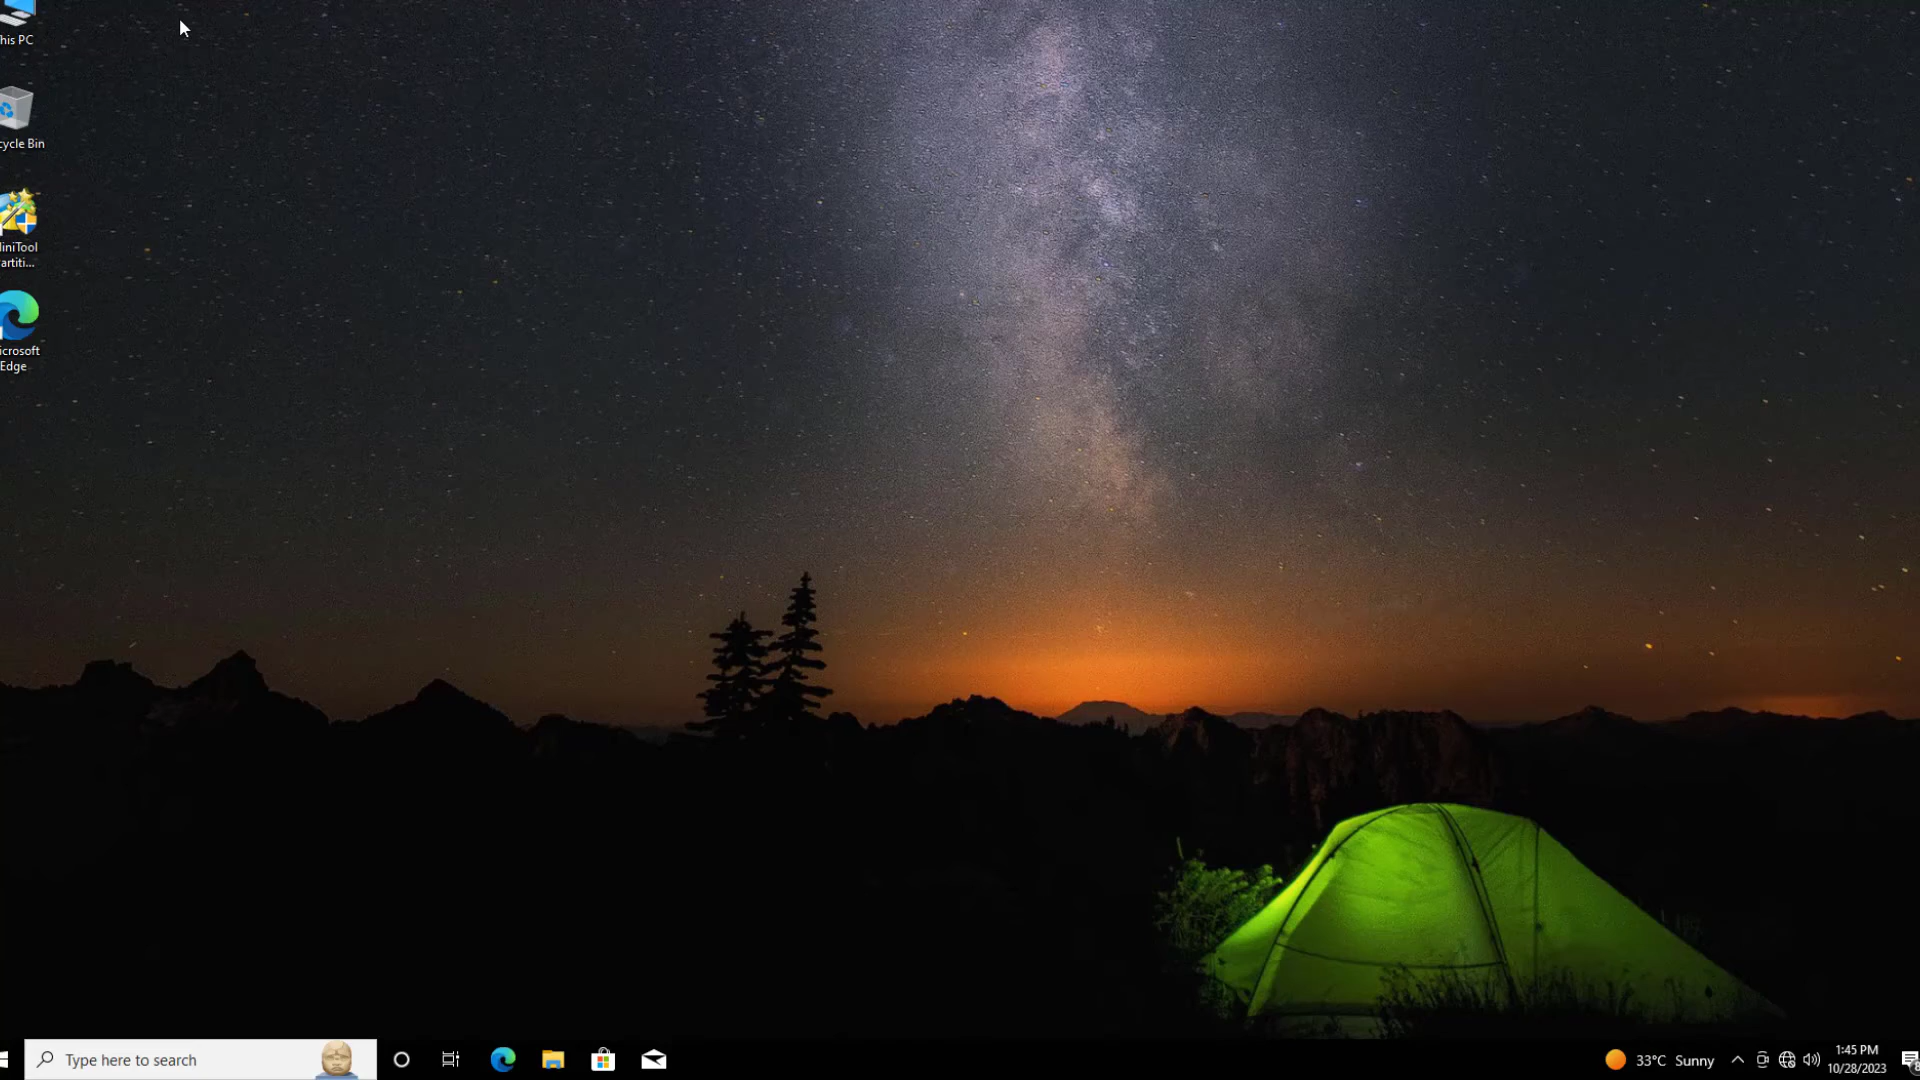 his PC
cycle Bin
iniTool
artiti...
icrosoft
Edge
Type here to search
33°C Sunny
1:45 PM
10/28/2023